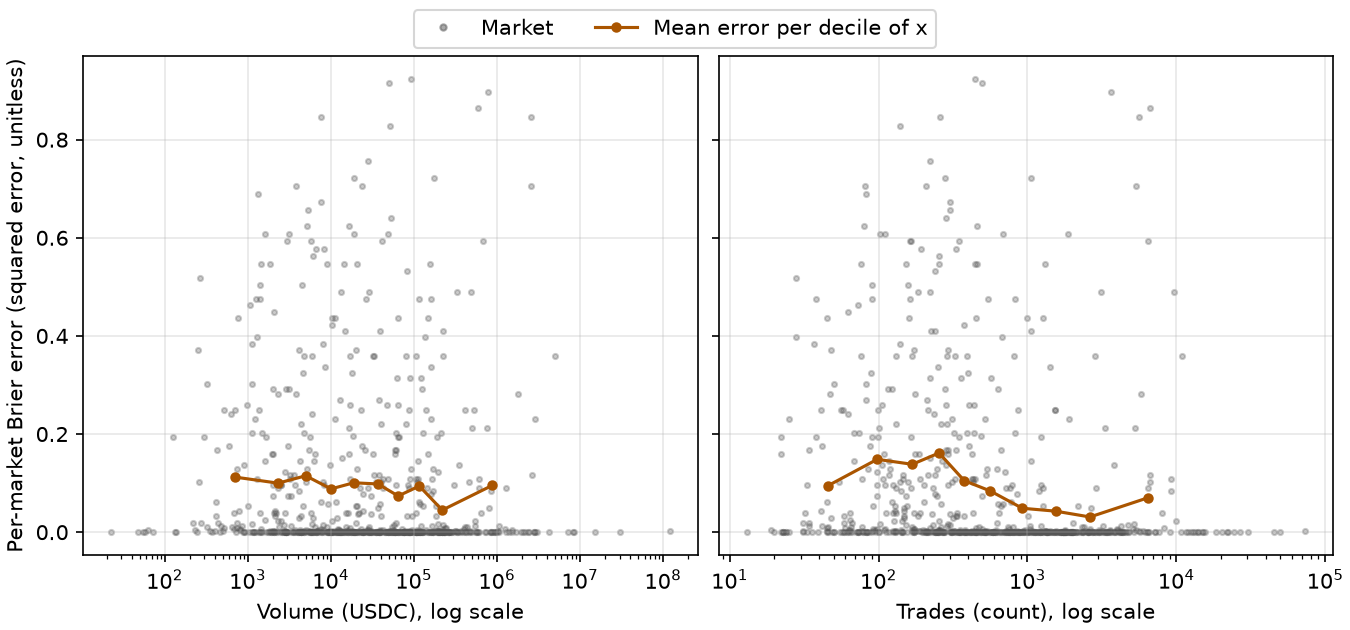 Market
Mean error per decile of x
Per-market Brier error (squared error, unitless)
0.8
0.6
0.4
0.2
0.0
10² 10³ 10⁴ 10⁵ 10⁶ 10⁷ 10⁸
Volume (USDC), log scale
10¹ 10² 10³ 10⁴ 10⁵
Trades (count), log scale